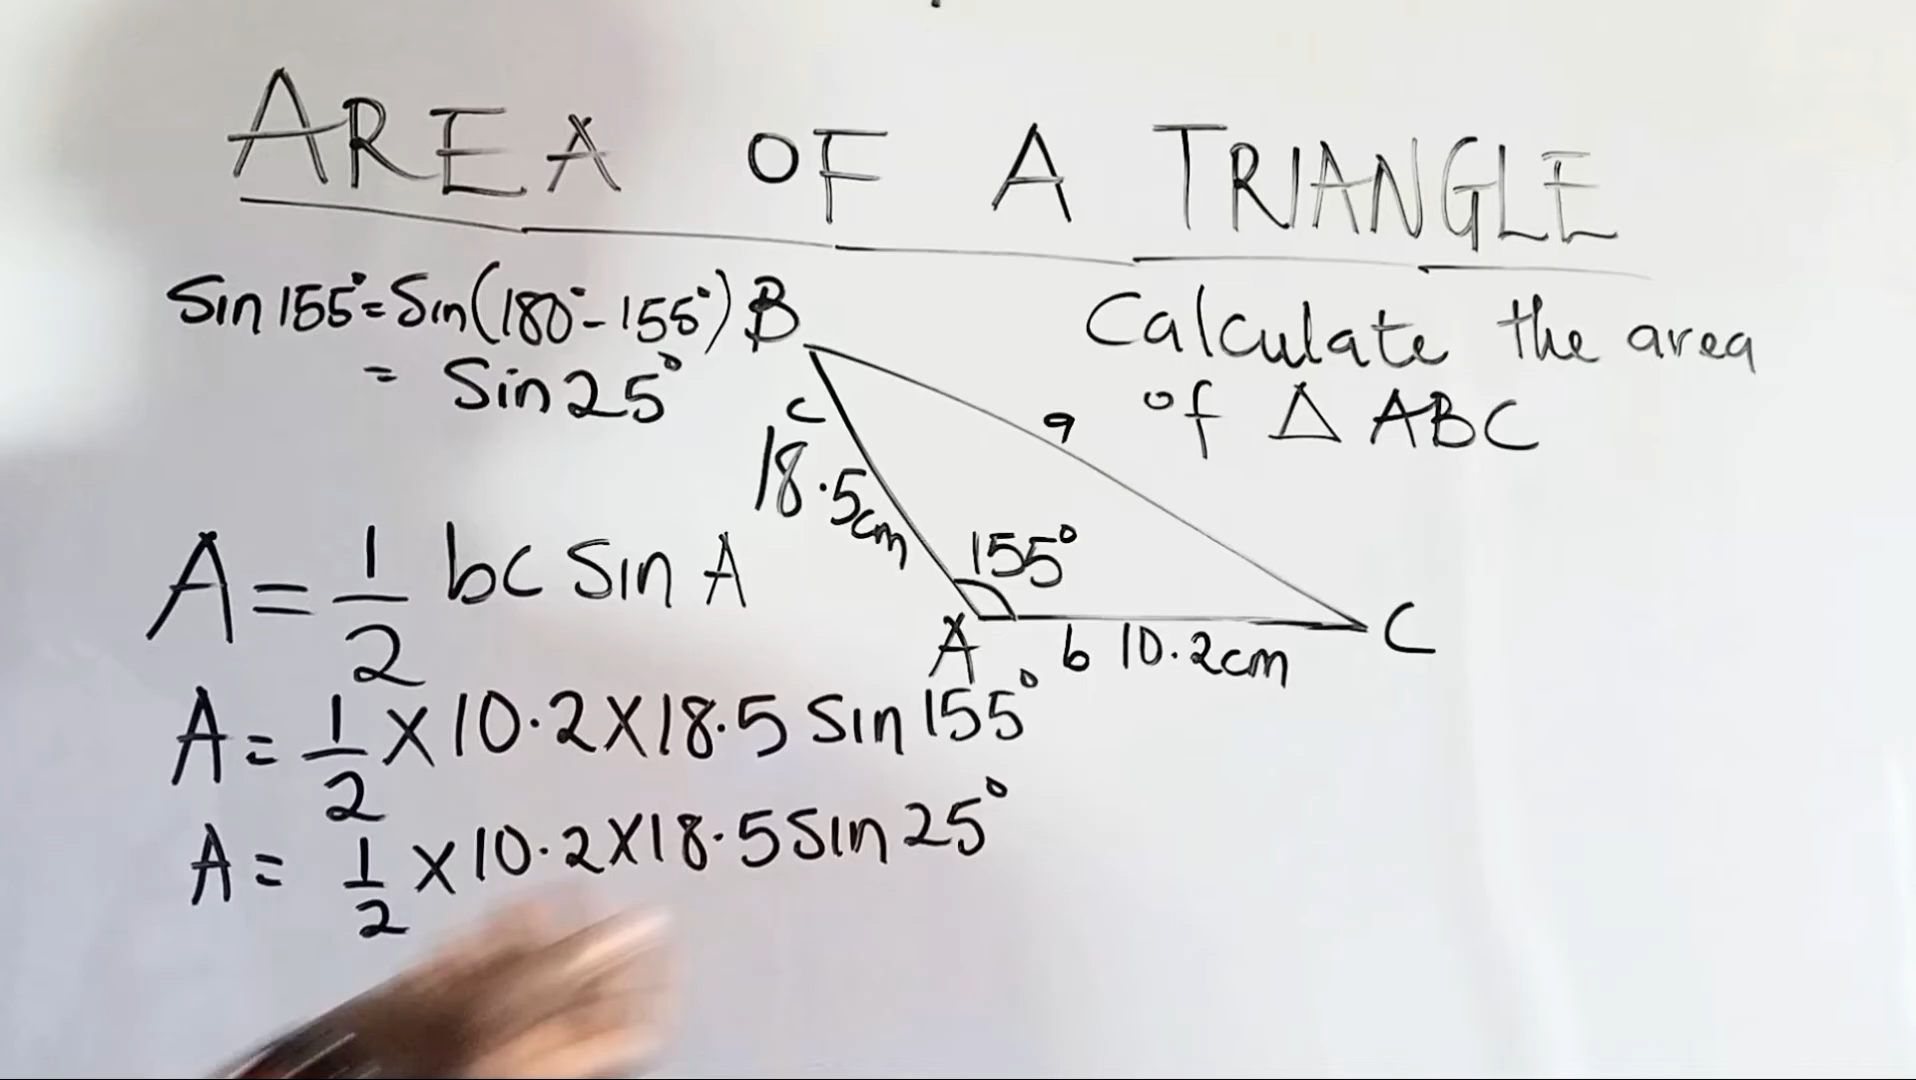 AREA OF A TRIANGLE
Sin 155° = Sin(180° - 155°)
= Sin 25°
Calculate the area
of △ ABC
B
c
18.5cm
a
155°
A
b 10.2cm
C
A = 1/2 bc Sin A
A = 1/2 × 10.2 × 18.5 Sin 155°
A = 1/2 × 10.2 × 18.5 Sin 25°